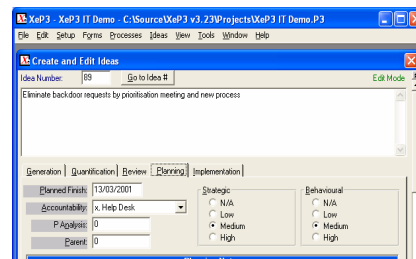 XeP3 - XeP3 IT Demo - C:\Source\XeP3 v3.23\Projects\XeP3 IT Demo.P3
File Edit Setup Forms Processes Ideas View Tools Window Help
Create and Edit Ideas
Idea Number: 89 Go to Idea # Edit Mode
Eliminate backdoor requests by prioritisation meeting and new process
Generation Quantification Review Planning Implementation
Planned Finish: 13/03/2001 Strategic Behavioural
Accountability: x, Help Desk N/A N/A
P Analysis: 0 Low Low
Parent: 0 Medium Medium
High High